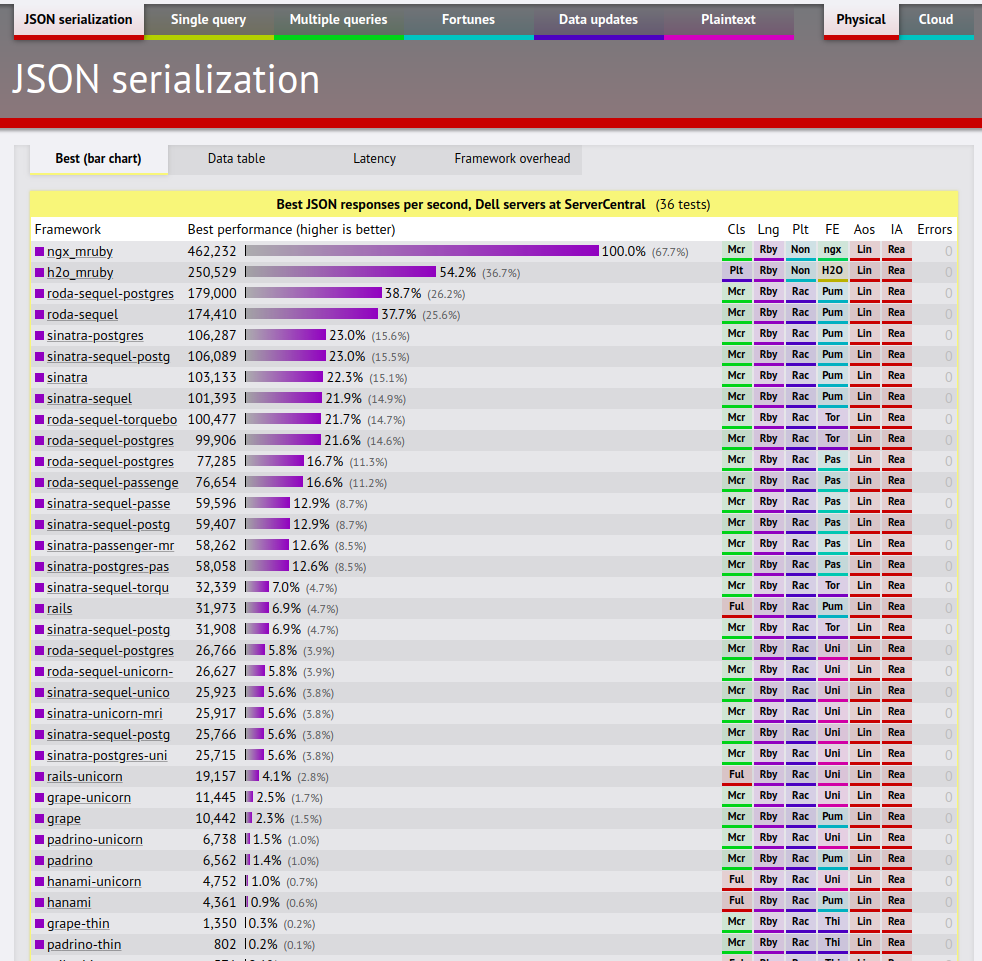 JSON serialization Single query Multiple queries Fortunes Data updates Plaintext Physical Cloud
JSON serialization
Best (bar chart) Data table Latency Framework overhead
Best JSON responses per second, Dell servers at ServerCentral (36 tests)
Framework Best performance (higher is better) Cls Lng Plt FE Aos IA Errors
ngx_mruby 462,232 100.0% (67.7%) Mcr Rby Non ngx Lin Rea 0
h2o_mruby 250,529 54.2% (36.7%) Plt Rby Non H2O Lin Rea 0
roda-sequel-postgres 179,000 38.7% (26.2%) Mcr Rby Rac Pum Lin Rea 0
roda-sequel 174,410 37.7% (25.6%) Mcr Rby Rac Pum Lin Rea 0
sinatra-postgres 106,287 23.0% (15.6%) Mcr Rby Rac Pum Lin Rea 0
sinatra-sequel-postg 106,089 23.0% (15.5%) Mcr Rby Rac Pum Lin Rea 0
sinatra 103,133 22.3% (15.1%) Mcr Rby Rac Pum Lin Rea 0
sinatra-sequel 101,393 21.9% (14.9%) Mcr Rby Rac Pum Lin Rea 0
roda-sequel-torquebo 100,477 21.7% (14.7%) Mcr Rby Rac Tor Lin Rea 0
roda-sequel-postgres 99,906 21.6% (14.6%) Mcr Rby Rac Tor Lin Rea 0
roda-sequel-postgres 77,285 16.7% (11.3%) Mcr Rby Rac Pas Lin Rea 0
roda-sequel-passenge 76,654 16.6% (11.2%) Mcr Rby Rac Pas Lin Rea 0
sinatra-sequel-passe 59,596 12.9% (8.7%) Mcr Rby Rac Pas Lin Rea 0
sinatra-sequel-postg 59,407 12.9% (8.7%) Mcr Rby Rac Pas Lin Rea 0
sinatra-passenger-mr 58,262 12.6% (8.5%) Mcr Rby Rac Pas Lin Rea 0
sinatra-postgres-pas 58,058 12.6% (8.5%) Mcr Rby Rac Pas Lin Rea 0
sinatra-sequel-torqu 32,339 7.0% (4.7%) Mcr Rby Rac Tor Lin Rea 0
rails 31,973 6.9% (4.7%) Ful Rby Rac Pum Lin Rea 0
sinatra-sequel-postg 31,908 6.9% (4.7%) Mcr Rby Rac Tor Lin Rea 0
roda-sequel-postgres 26,766 5.8% (3.9%) Mcr Rby Rac Uni Lin Rea 0
roda-sequel-unicorn- 26,627 5.8% (3.9%) Mcr Rby Rac Uni Lin Rea 0
sinatra-sequel-unico 25,923 5.6% (3.8%) Mcr Rby Rac Uni Lin Rea 0
sinatra-unicorn-mri 25,917 5.6% (3.8%) Mcr Rby Rac Uni Lin Rea 0
sinatra-sequel-postg 25,766 5.6% (3.8%) Mcr Rby Rac Uni Lin Rea 0
sinatra-postgres-uni 25,715 5.6% (3.8%) Mcr Rby Rac Uni Lin Rea 0
rails-unicorn 19,157 4.1% (2.8%) Ful Rby Rac Uni Lin Rea 0
grape-unicorn 11,445 2.5% (1.7%) Mcr Rby Rac Uni Lin Rea 0
grape 10,442 2.3% (1.5%) Mcr Rby Rac Pum Lin Rea 0
padrino-unicorn 6,738 1.5% (1.0%) Mcr Rby Rac Uni Lin Rea 0
padrino 6,562 1.4% (1.0%) Mcr Rby Rac Pum Lin Rea 0
hanami-unicorn 4,752 1.0% (0.7%) Ful Rby Rac Uni Lin Rea 0
hanami 4,361 0.9% (0.6%) Ful Rby Rac Pum Lin Rea 0
grape-thin 1,350 0.3% (0.2%) Mcr Rby Rac Thi Lin Rea 0
padrino-thin 802 0.2% (0.1%) Mcr Rby Rac Thi Lin Rea 0